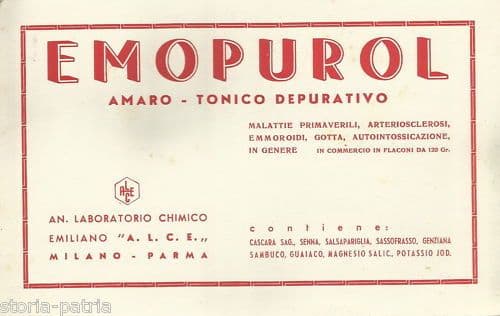 EMOPUROL
AMARO - TONICO DEPURATIVO
MALATTIE PRIMAVERILI, ARTERIOSCLEROSI,
EMMOROIDI, GOTTA, AUTOINTOSSICAZIONE,
IN GENERE IN COMMERCIO IN FLACONI DA 120 Gr.
ALCE
AN. LABORATORIO CHIMICO
EMILIANO "A. L. C. E.,,
MILANO - PARMA
contiene:
CASCARA SAG., SENNA, SALSAPARIGLIA, SASSOFRASSO, GENZIANA
SAMBUCO, GUAIACO, MAGNESIO SALIC., POTASSIO JOD.
storia-patria